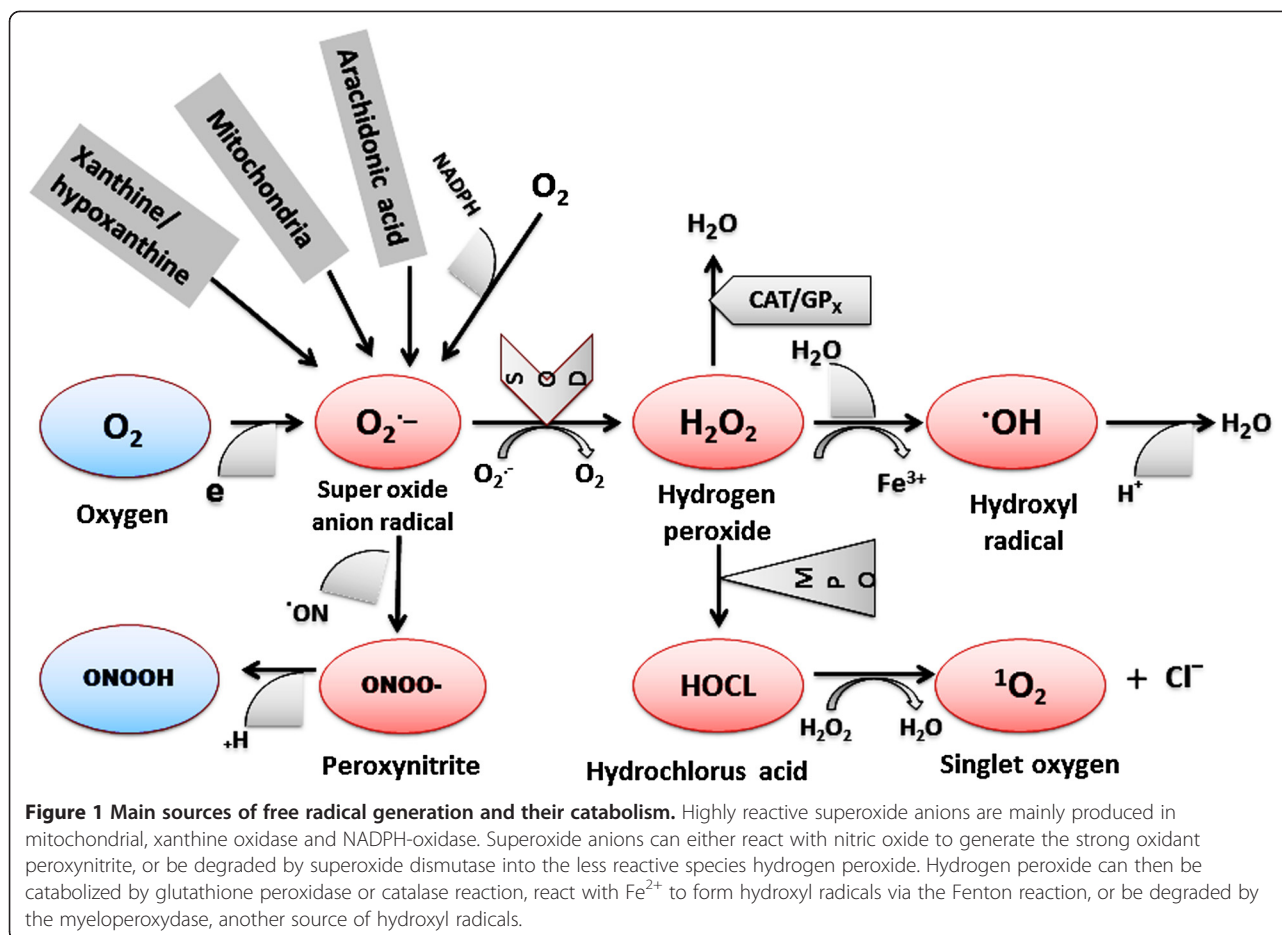 Xanthine/
hypoxanthine
Mitochondria
Arachidonic acid
NADPH
O₂
H₂O
CAT/GPₓ
H₂O
O₂
e
Oxygen
O₂·–
Super oxide
anion radical
S O D
O₂·-
O₂
H₂O₂
Hydrogen
peroxide
Fe³⁺
·OH
Hydroxyl
radical
H⁺
H₂O
·ON
M P O
ONOOH
₊H
ONOO-
Peroxynitrite
HOCL
Hydrochlorus acid
H₂O₂
H₂O
¹O₂
Singlet oxygen
+ Cl⁻
Figure 1 Main sources of free radical generation and their catabolism. Highly reactive superoxide anions are mainly produced in
mitochondrial, xanthine oxidase and NADPH-oxidase. Superoxide anions can either react with nitric oxide to generate the strong oxidant
peroxynitrite, or be degraded by superoxide dismutase into the less reactive species hydrogen peroxide. Hydrogen peroxide can then be
catabolized by glutathione peroxidase or catalase reaction, react with Fe²⁺ to form hydroxyl radicals via the Fenton reaction, or be degraded by
the myeloperoxydase, another source of hydroxyl radicals.